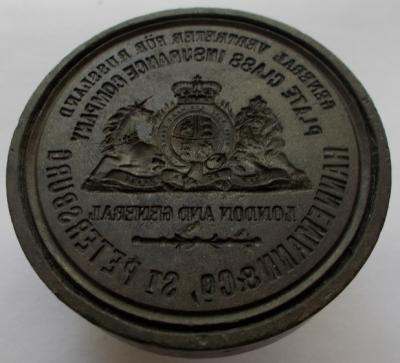 GENERAL VERTRETER FÜR RUSSLAND
PLATE GLASS INSURANCE COMPANY.
LONDON AND GENERAL
HANNEMANN & CO, ST PETERSBURG